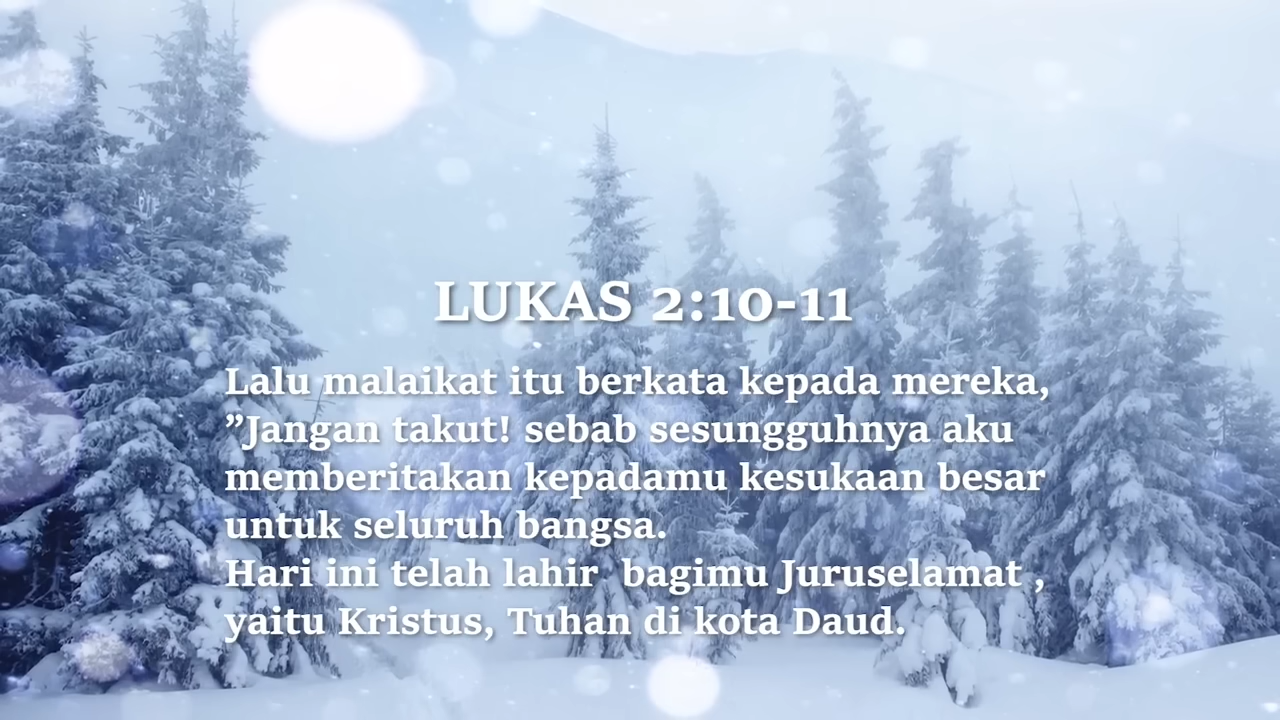 LUKAS 2:10-11
Lalu malaikat itu berkata kepada mereka,
”Jangan takut! sebab sesungguhnya aku
memberitakan kepadamu kesukaan besar
untuk seluruh bangsa.
Hari ini telah lahir  bagimu Juruselamat ,
yaitu Kristus, Tuhan di kota Daud.